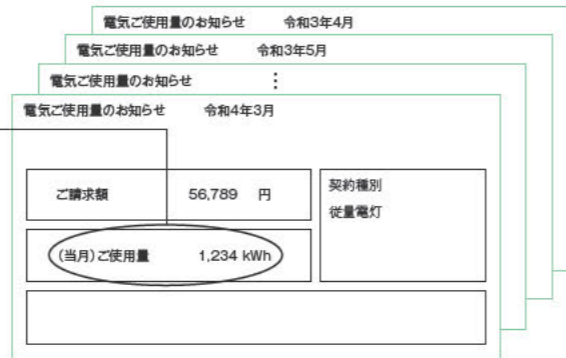 電気ご使用量のお知らせ 令和3年4月
電気ご使用量のお知らせ 令和3年5月
電気ご使用量のお知らせ ⋮
電気ご使用量のお知らせ 令和4年3月
ご請求額 56,789 円
(当月)ご使用量 1,234 kWh
契約種別
従量電灯